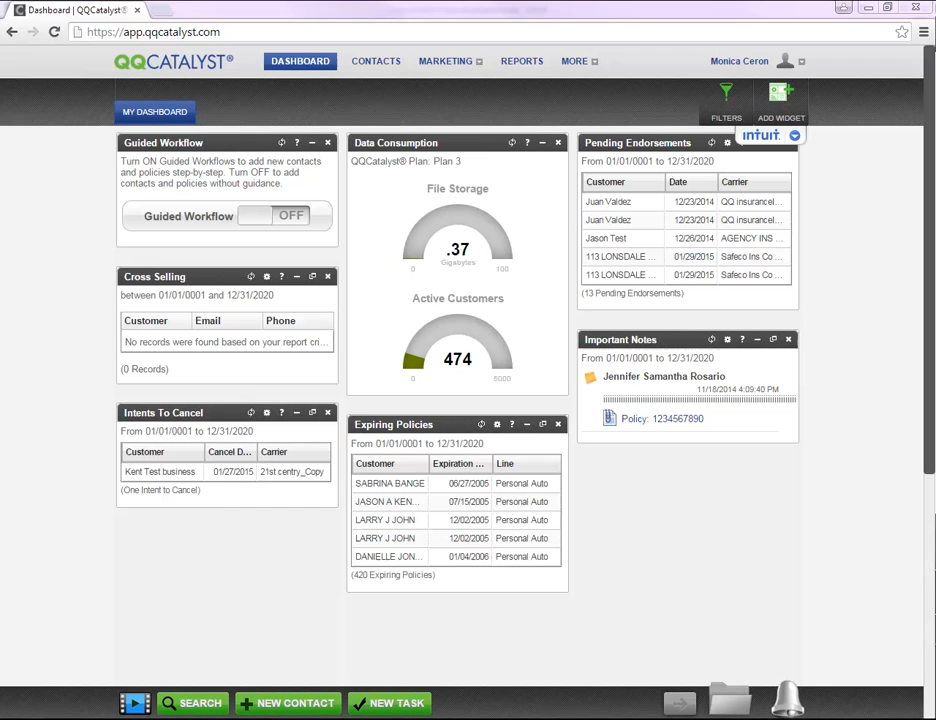 Dashboard | QQCatalyst®
https://app.qqcatalyst.com
QQCATALYST®
DASHBOARD
CONTACTS
MARKETING
REPORTS
MORE
Monica Ceron
MY DASHBOARD
FILTERS
ADD WIDGET
intuit.
Guided Workflow
Turn ON Guided Workflows to add new contacts
and policies step-by-step. Turn OFF to add
contacts and policies without guidance.
Guided Workflow OFF
Cross Selling
between 01/01/0001 and 12/31/2020
Customer Email Phone
No records were found based on your report cri...
(0 Records)
Intents To Cancel
From 01/01/0001 to 12/31/2020
Customer Cancel D... Carrier
Kent Test business 01/27/2015 21st centry_Copy
(One Intent to Cancel)
Data Consumption
QQCatalyst® Plan: Plan 3
File Storage
.37
Gigabytes
0 100
Active Customers
474
0 5000
Expiring Policies
From 01/01/0001 to 12/31/2020
Customer Expiration ... Line
SABRINA BANGE 06/27/2005 Personal Auto
JASON A KEN... 07/15/2005 Personal Auto
LARRY J JOHN 12/02/2005 Personal Auto
LARRY J JOHN 12/02/2005 Personal Auto
DANIELLE JON... 01/04/2006 Personal Auto
(420 Expiring Policies)
Pending Endorsements
From 01/01/0001 to 12/31/2020
Customer Date Carrier
Juan Valdez 12/23/2014 QQ insurancel...
Juan Valdez 12/23/2014 QQ insurancel...
Jason Test 12/26/2014 AGENCY INS ...
113 LONSDALE ... 01/29/2015 Safeco Ins Co ...
113 LONSDALE ... 01/29/2015 Safeco Ins Co ...
(13 Pending Endorsements)
Important Notes
From 01/01/0001 to 12/31/2020
Jennifer Samantha Rosario
11/18/2014 4:09:40 PM
Policy: 1234567890
SEARCH
NEW CONTACT
NEW TASK